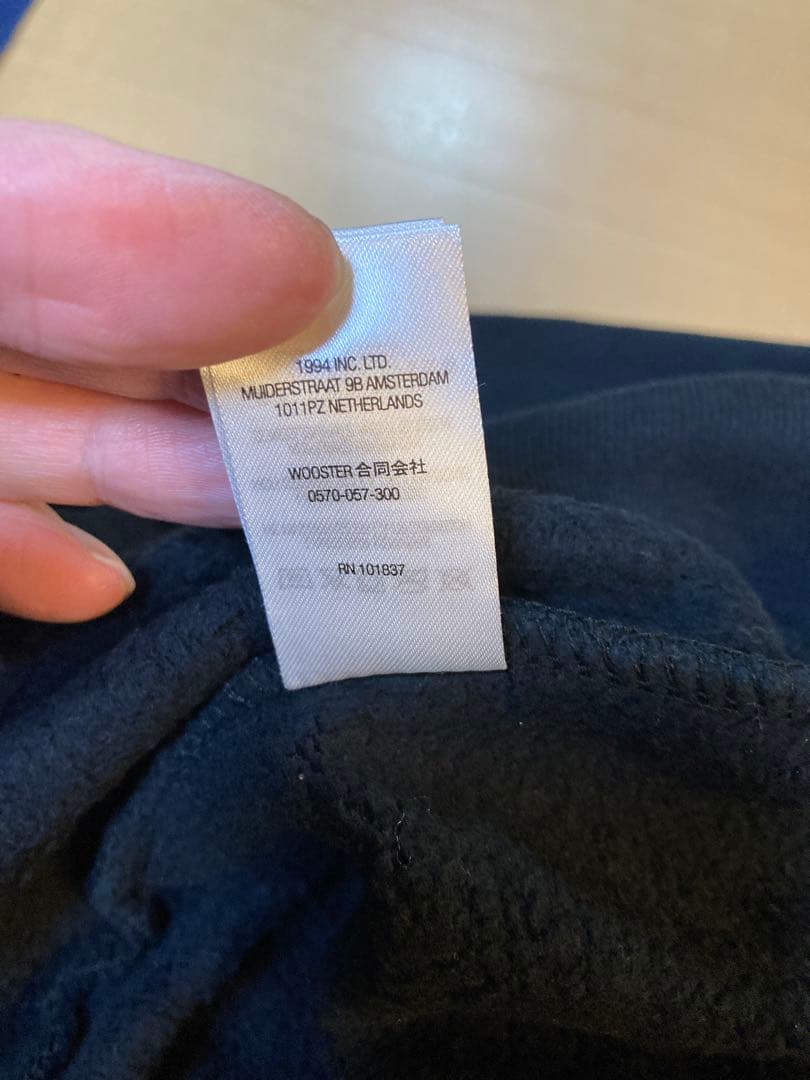 1994 INC. LTD.
MUIDERSTRAAT 9B AMSTERDAM
1011PZ NETHERLANDS
WOOSTER 合同会社
0570-057-300
RN 101837